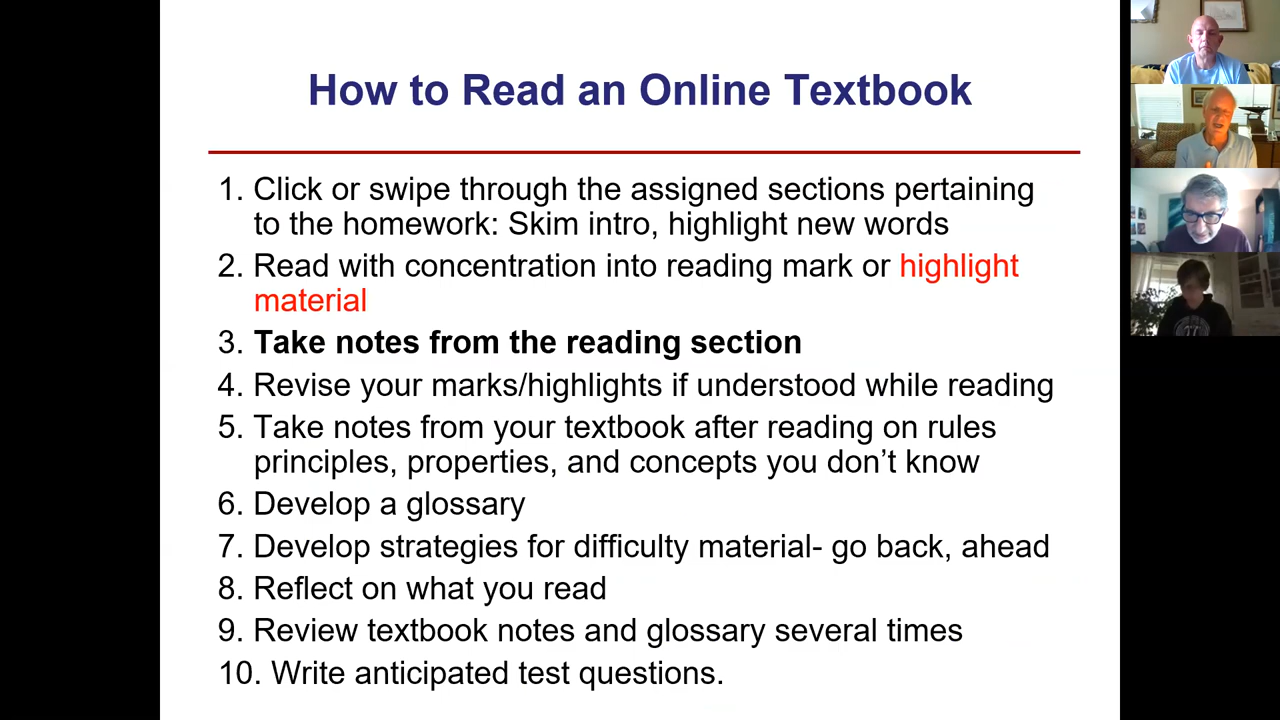 How to Read an Online Textbook
1. Click or swipe through the assigned sections pertaining
to the homework: Skim intro, highlight new words
2. Read with concentration into reading mark or highlight
material
3. Take notes from the reading section
4. Revise your marks/highlights if understood while reading
5. Take notes from your textbook after reading on rules
principles, properties, and concepts you don’t know
6. Develop a glossary
7. Develop strategies for difficulty material- go back, ahead
8. Reflect on what you read
9. Review textbook notes and glossary several times
10. Write anticipated test questions.